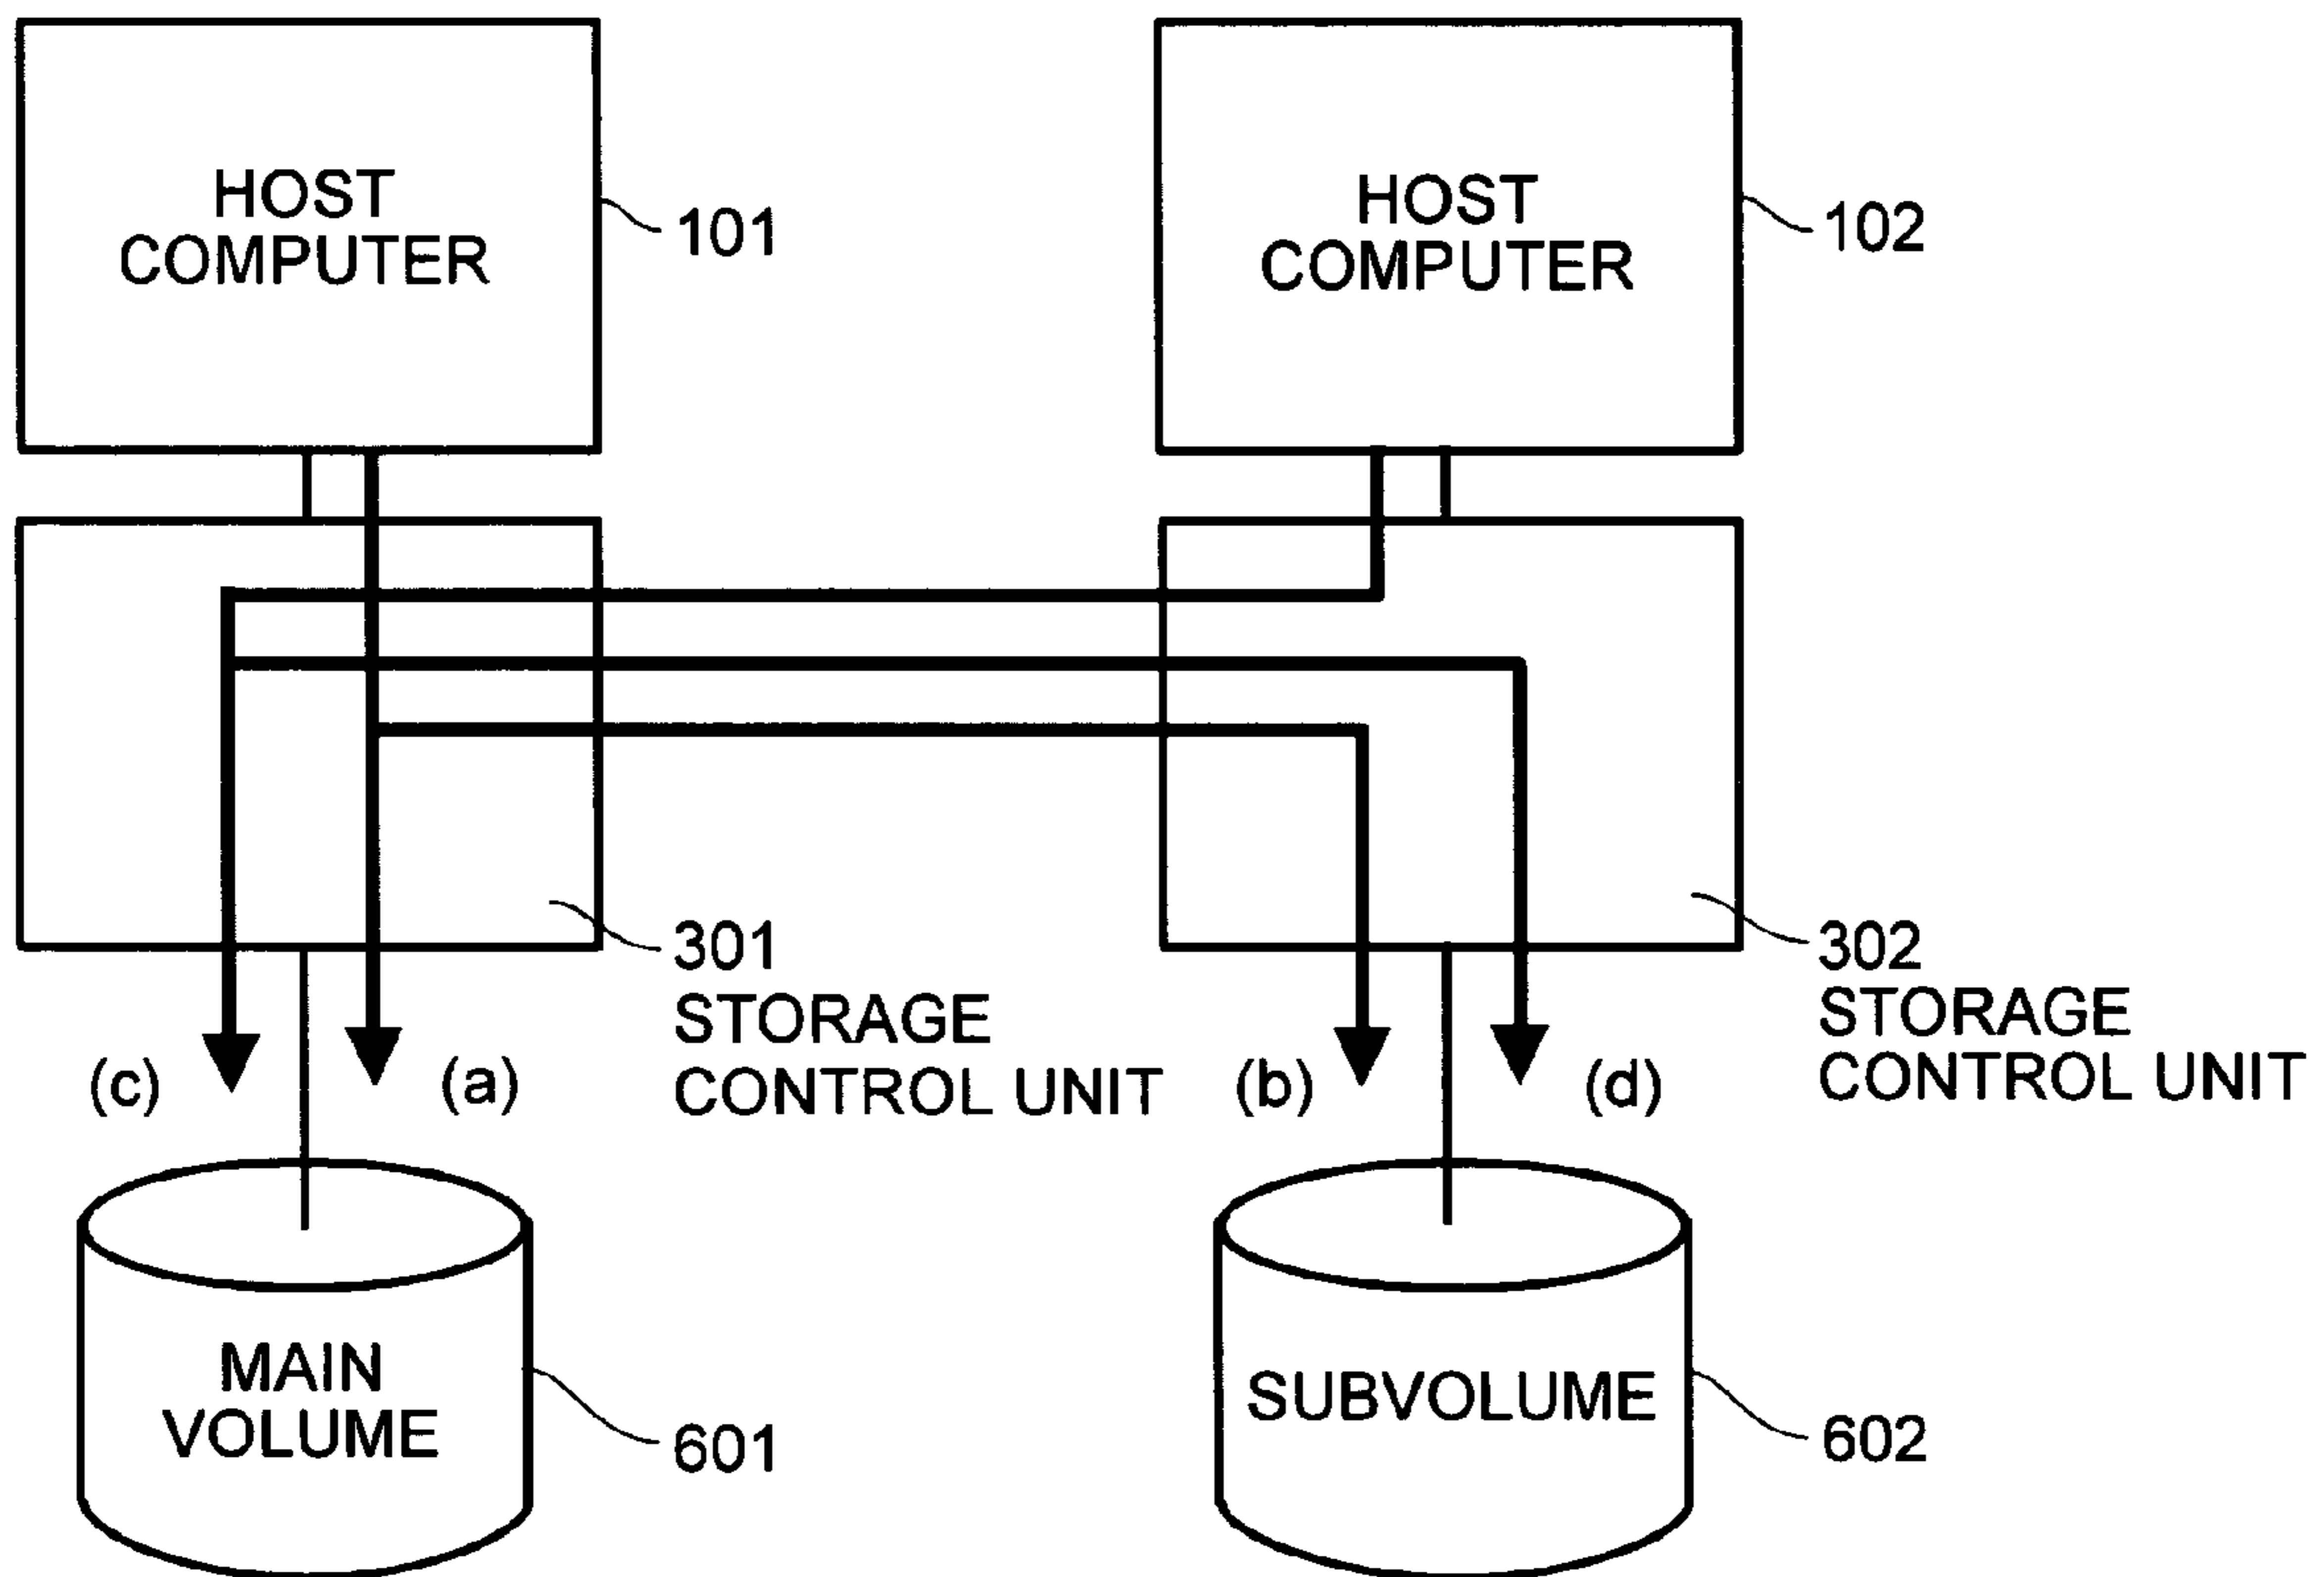 HOST
COMPUTER
101
HOST
COMPUTER
102
301
STORAGE
CONTROL UNIT
302
STORAGE
CONTROL UNIT
(c)
(a)
(b)
(d)
MAIN
VOLUME
601
SUBVOLUME
602